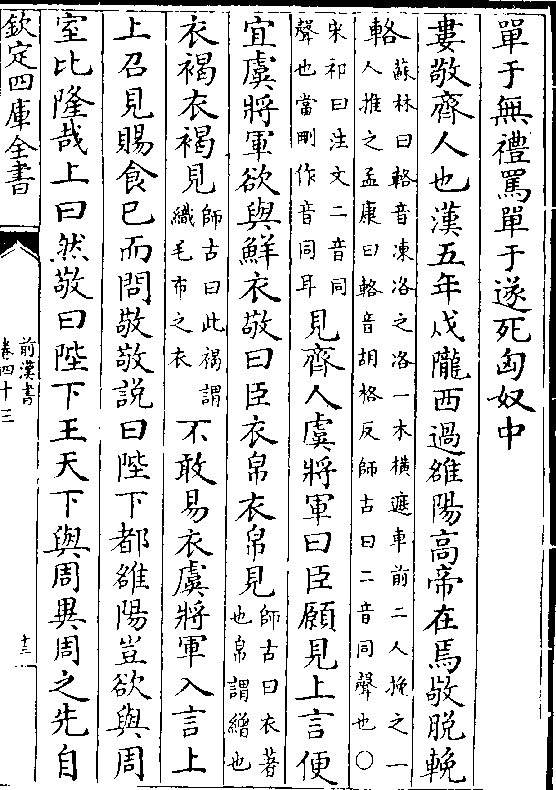 單于無禮罵單于遂死匈奴中
婁敬齊人也漢五年戍隴西過雒陽高帝在焉敬脱輓
輅
蘇林曰輅音凍洛之洛一木橫遮車前二人挽之一
人推之孟康曰輅音胡格反師古曰二音同聲也○
宋祁曰注文二音同
聲也當刪作音同耳
見齊人虞將軍曰臣願見上言便
宜虞將軍欲與鮮衣敬曰臣衣帛衣帛見
師古曰衣著
也帛謂繒也
衣褐衣褐見
師古曰此褐謂
織毛布之衣
不敢易衣虞將軍入言上
上召見賜食已而問敬敬説曰陛下都雒陽豈欲與周
室比隆哉上曰然敬曰陛下王天下與周異周之先自
欽定四庫全書
前漢書
卷四十三
十三